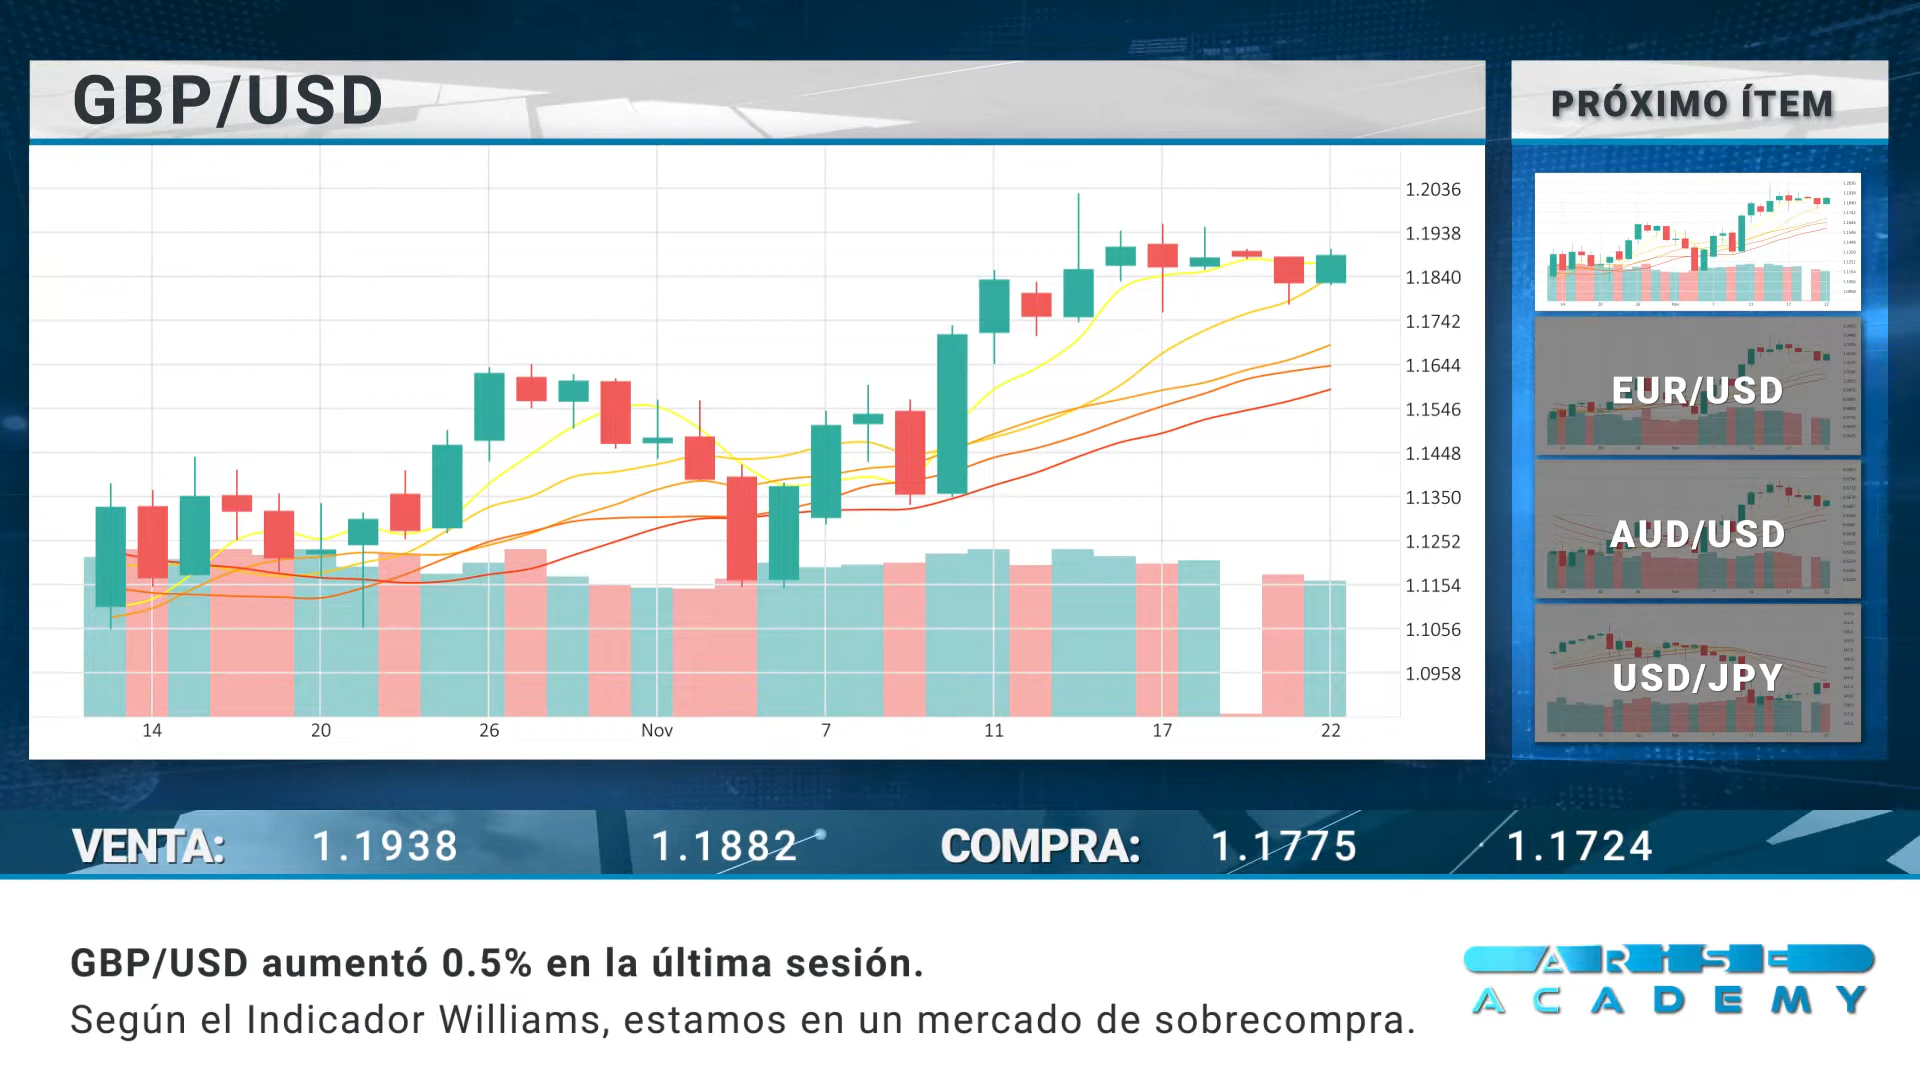 GBP/USD
PRÓXIMO ÍTEM
1.2036
1.1938
1.1840
1.1742
1.1644
1.1546
1.1448
1.1350
1.1252
1.1154
1.1056
1.0958
14 20 26 Nov 7 11 17 22
EUR/USD
AUD/USD
USD/JPY
VENTA: 1.1938 1.1882 COMPRA: 1.1775 1.1724
GBP/USD aumentó 0.5% en la última sesión.
Según el Indicador Williams, estamos en un mercado de sobrecompra.
ARISE
ACADEMY